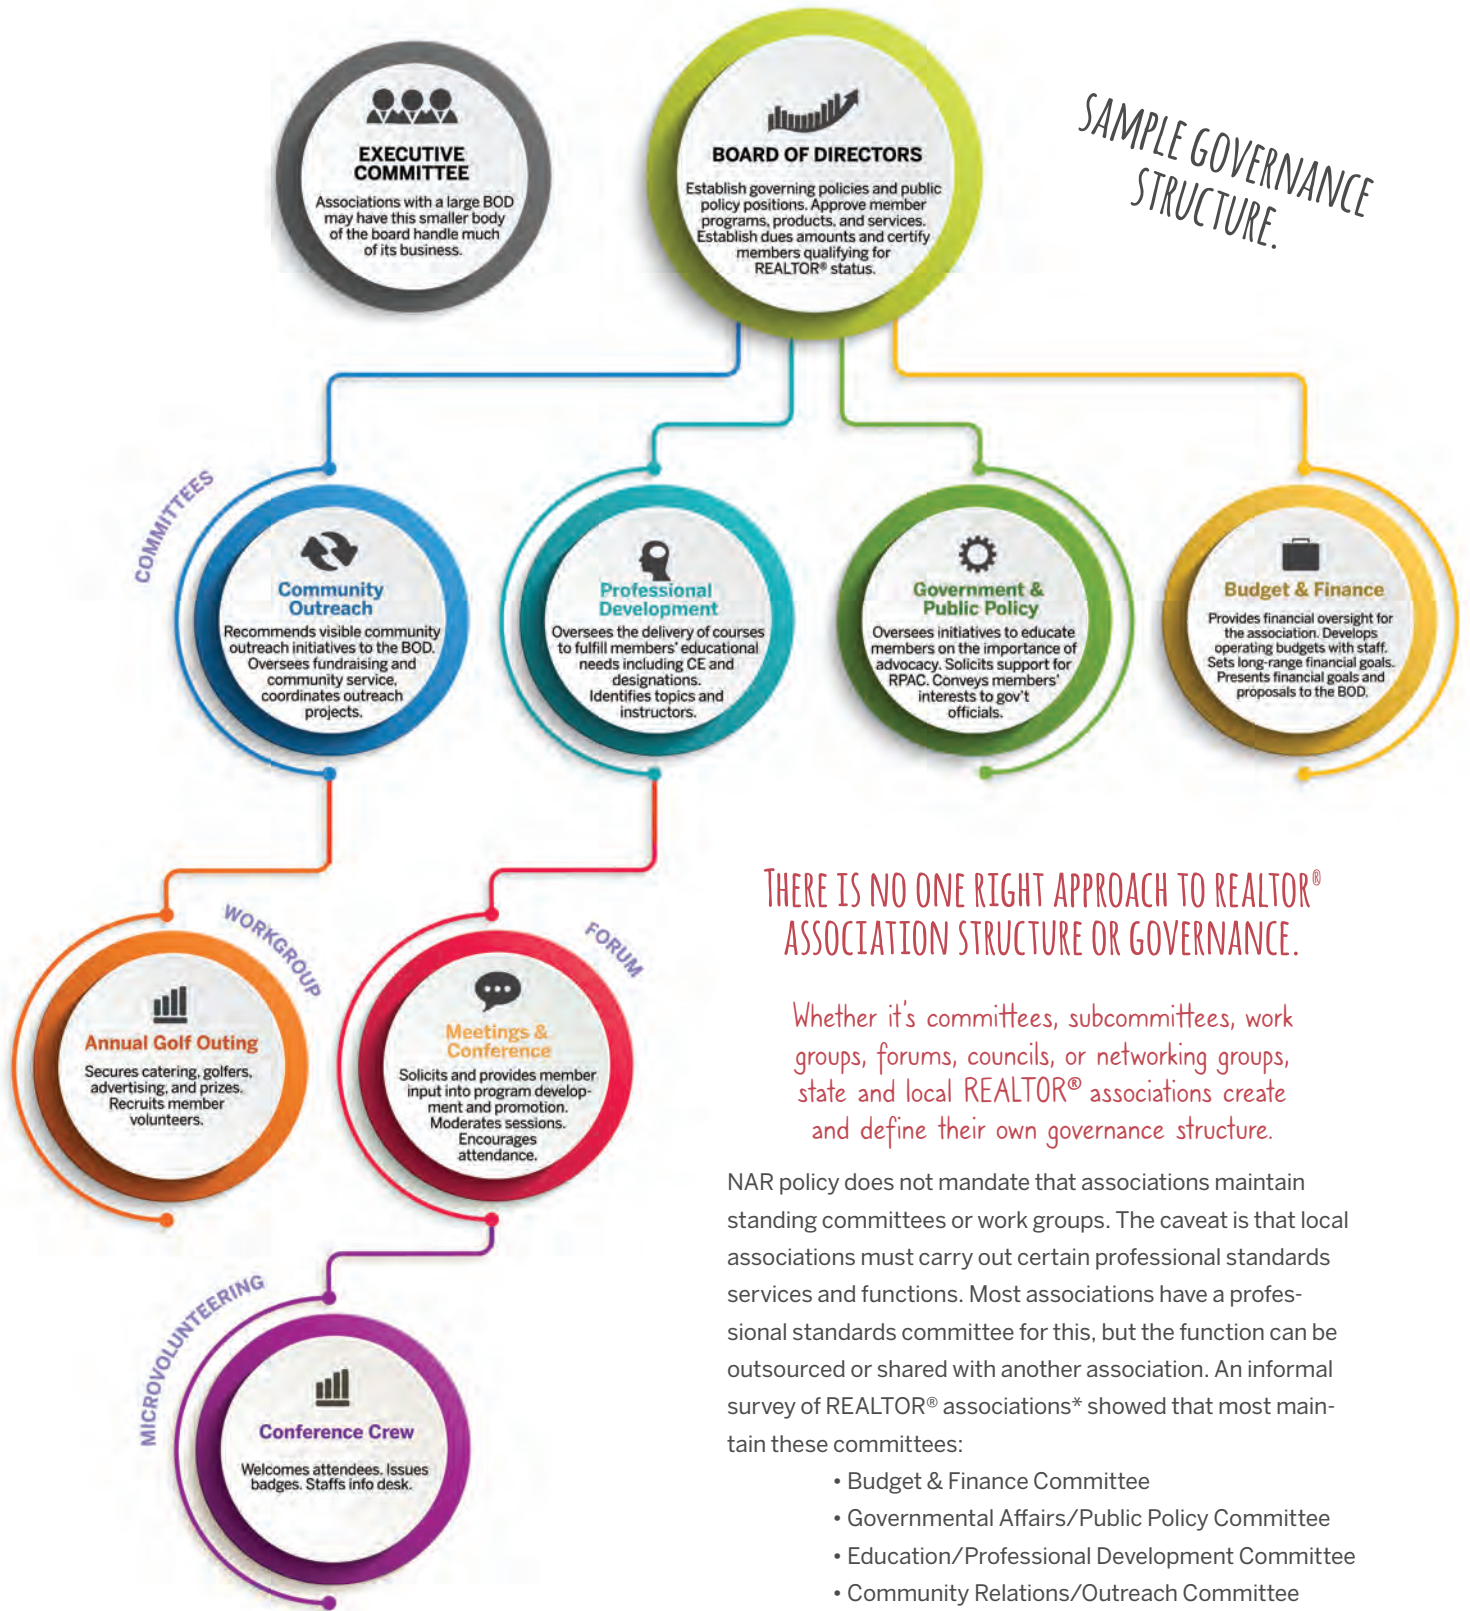 EXECUTIVE
COMMITTEE
Associations with a large BOD
may have this smaller body
of the board handle much
of its business.
BOARD OF DIRECTORS
Establish governing policies and public
policy positions. Approve member
programs, products, and services.
Establish dues amounts and certify
members qualifying for
REALTOR® status.
SAMPLE GOVERNANCE
STRUCTURE.
COMMITTEES
Community
Outreach
Recommends visible community
outreach initiatives to the BOD.
Oversees fundraising and
community service,
coordinates outreach
projects.
Professional
Development
Oversees the delivery of courses
to fulfill members' educational
needs including CE and
designations.
Identifies topics and
instructors.
Government &
Public Policy
Oversees initiatives to educate
members on the importance of
advocacy. Solicits support for
RPAC. Conveys members'
interests to gov't
officials.
Budget & Finance
Provides financial oversight for
the association. Develops
operating budgets with staff.
Sets long-range financial goals.
Presents financial goals and
proposals to the BOD.
WORKGROUP
Annual Golf Outing
Secures catering, golfers,
advertising, and prizes.
Recruits member
volunteers.
FORUM
Meetings &
Conference
Solicits and provides member
input into program develop-
ment and promotion.
Moderates sessions.
Encourages
attendance.
MICROVOLUNTEERING
Conference Crew
Welcomes attendees. Issues
badges. Staffs info desk.
THERE IS NO ONE RIGHT APPROACH TO REALTOR®
ASSOCIATION STRUCTURE OR GOVERNANCE.
Whether it's committees, subcommittees, work
groups, forums, councils, or networking groups,
state and local REALTOR® associations create
and define their own governance structure.
NAR policy does not mandate that associations maintain
standing committees or work groups. The caveat is that local
associations must carry out certain professional standards
services and functions. Most associations have a profes-
sional standards committee for this, but the function can be
outsourced or shared with another association. An informal
survey of REALTOR® associations* showed that most main-
tain these committees:
• Budget & Finance Committee
• Governmental Affairs/Public Policy Committee
• Education/Professional Development Committee
• Community Relations/Outreach Committee